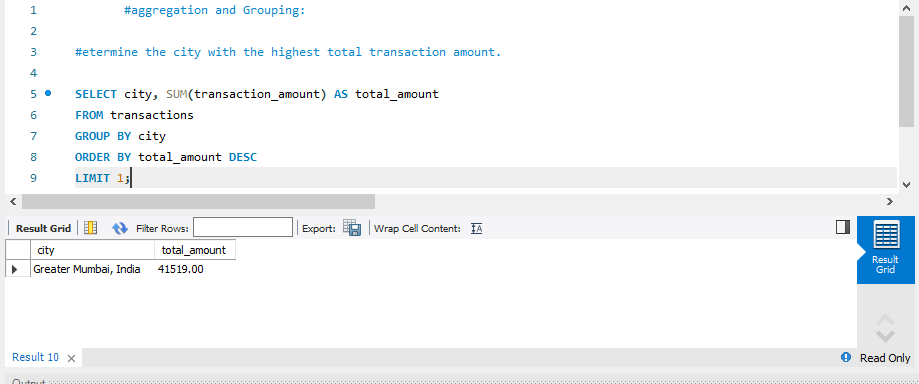 1 #aggregation and Grouping:
2
3 #etermine the city with the highest total transaction amount.
4
5 SELECT city, SUM(transaction_amount) AS total_amount
6 FROM transactions
7 GROUP BY city
8 ORDER BY total_amount DESC
9 LIMIT 1;
Result Grid Filter Rows: Export: Wrap Cell Content: IA
city total_amount
Greater Mumbai, India 41519.00
Result
Grid
Result 10 × Read Only
Output